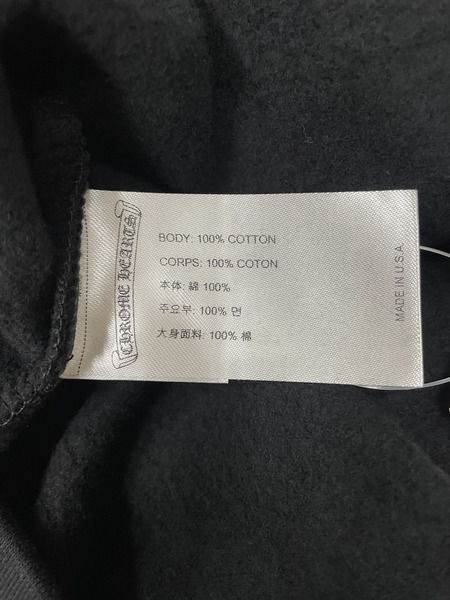 CHROME HEARTS
BODY: 100% COTTON
CORPS: 100% COTON
本体: 綿 100%
주요부: 100% 면
大身面料: 100% 棉
MADE IN U.S.A.